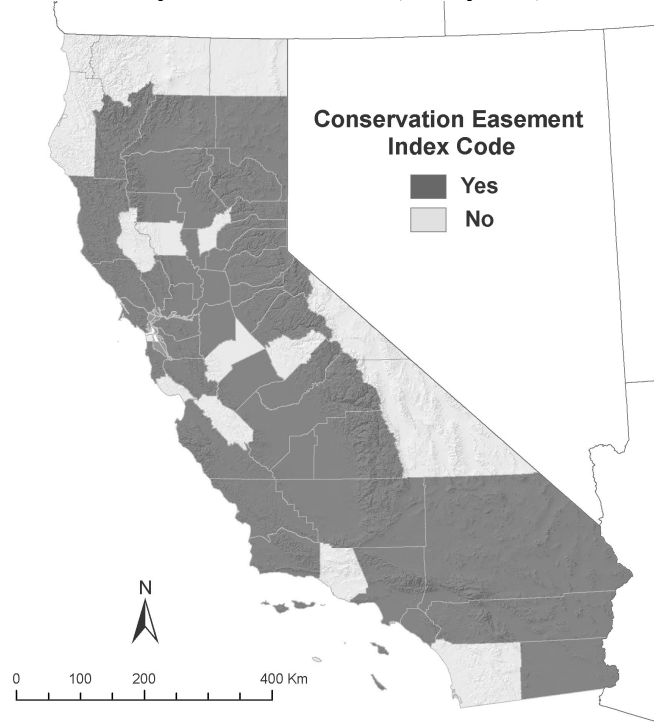 Conservation Easement
Index Code
Yes
No
N
0 100 200 400 Km